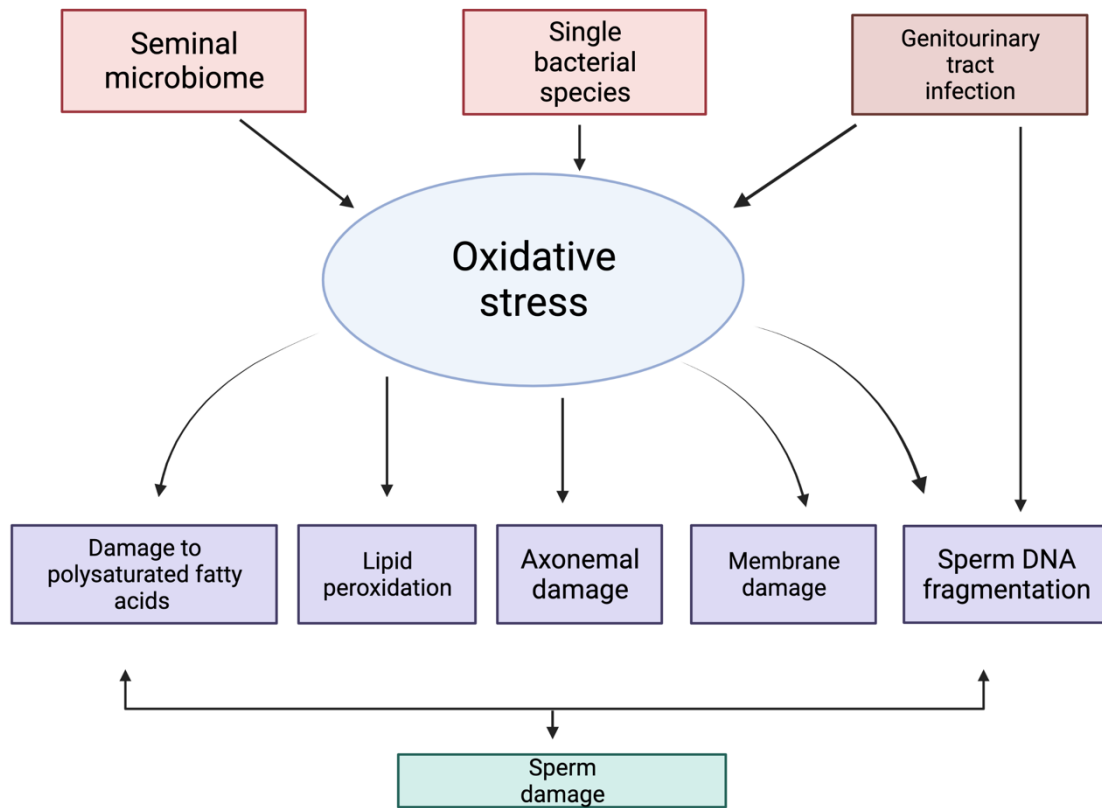 Seminal
microbiome
Single
bacterial
species
Genitourinary
tract
infection
Oxidative
stress
Damage to
polysaturated fatty
acids
Lipid
peroxidation
Axonemal
damage
Membrane
damage
Sperm DNA
fragmentation
Sperm
damage